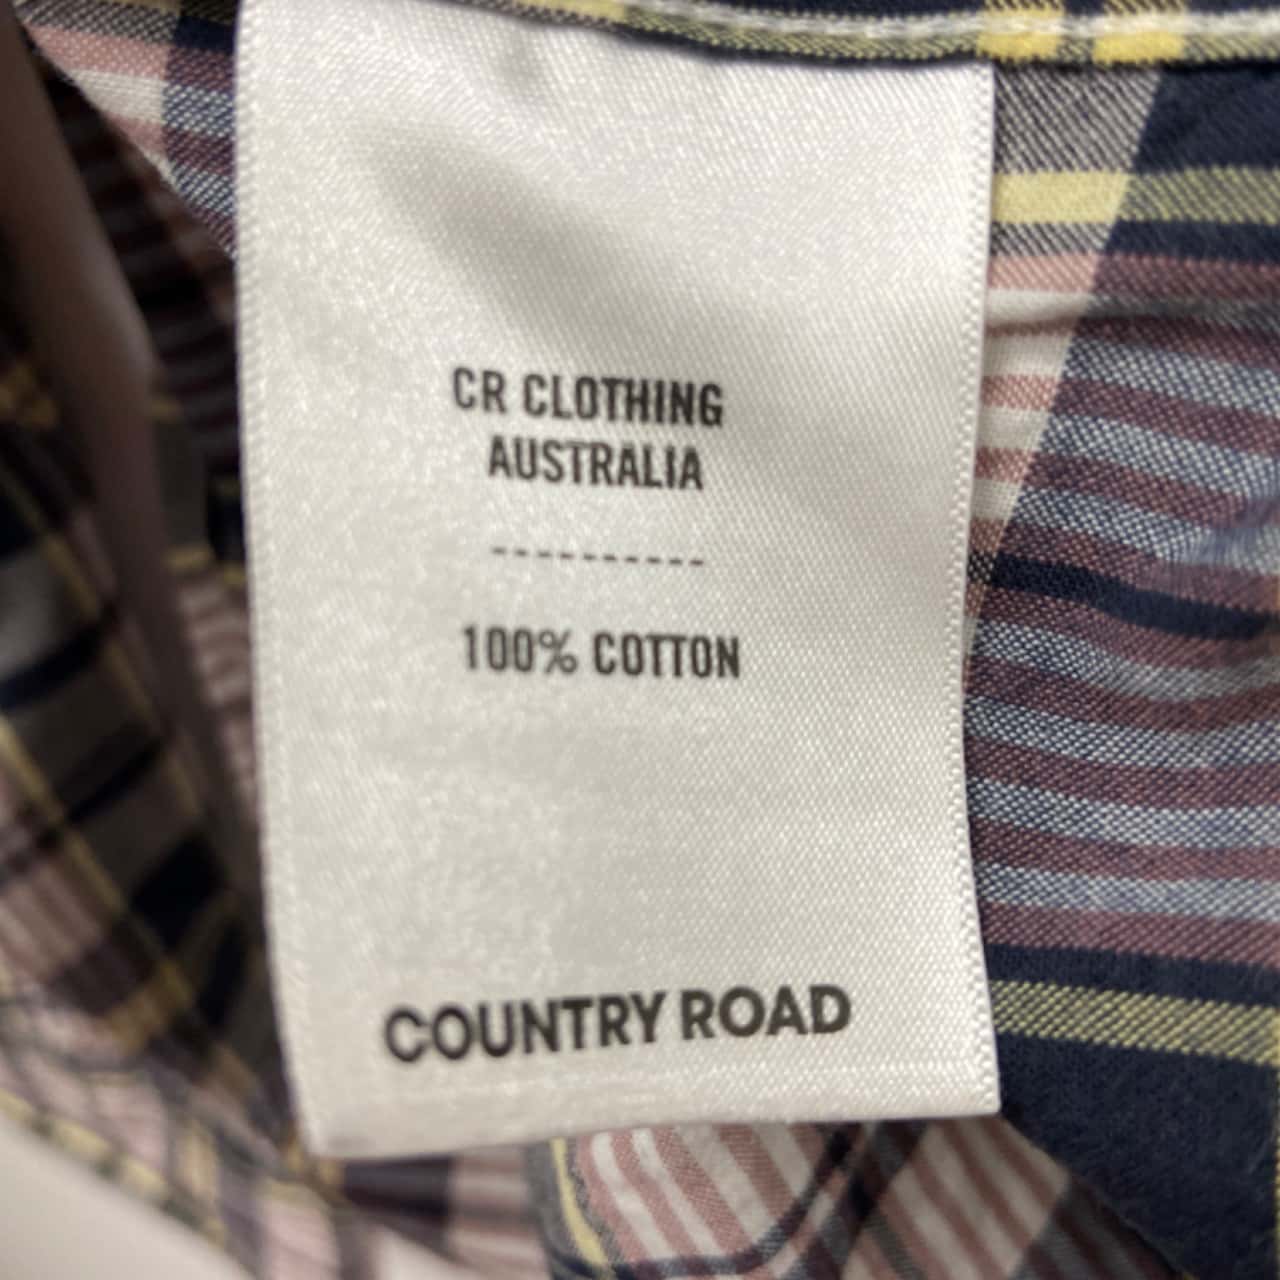 CR CLOTHING
AUSTRALIA
----------
100% COTTON
COUNTRY ROAD